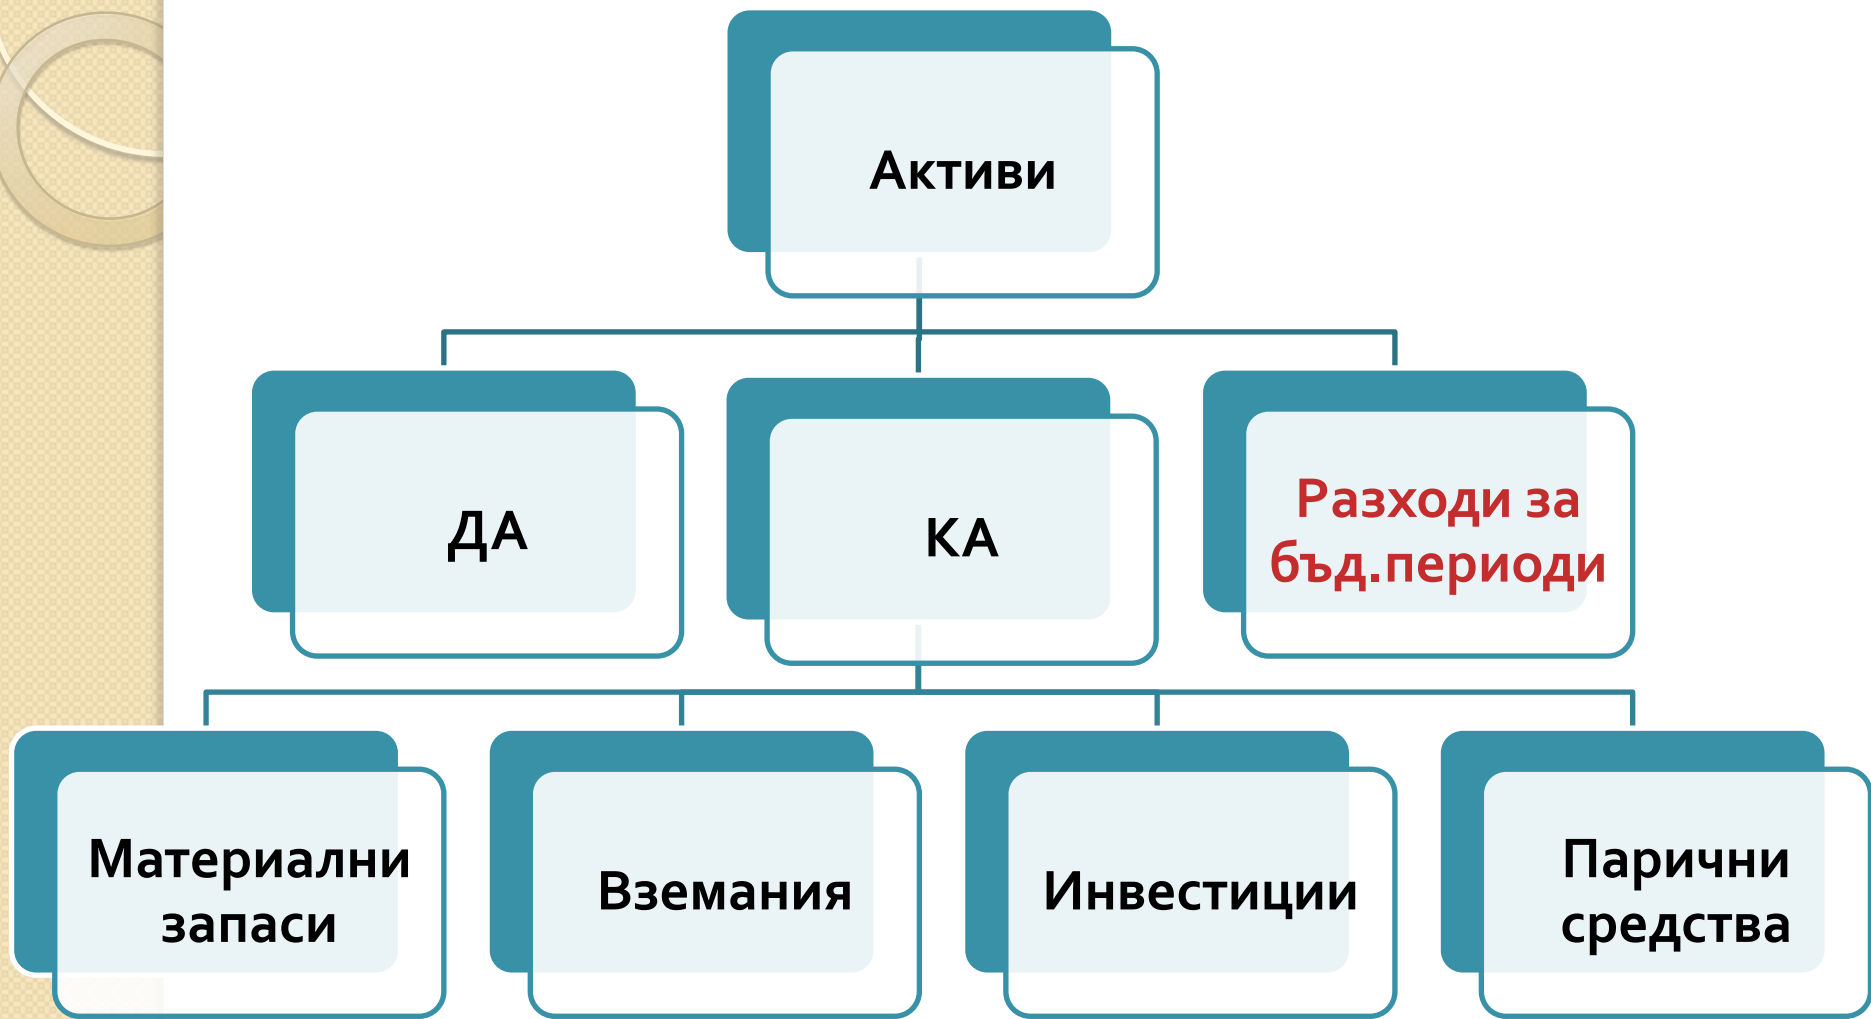 Активи
ДА
КА
Разходи за
бъд.периоди
Материални
запаси
Вземания
Инвестиции
Парични
средства